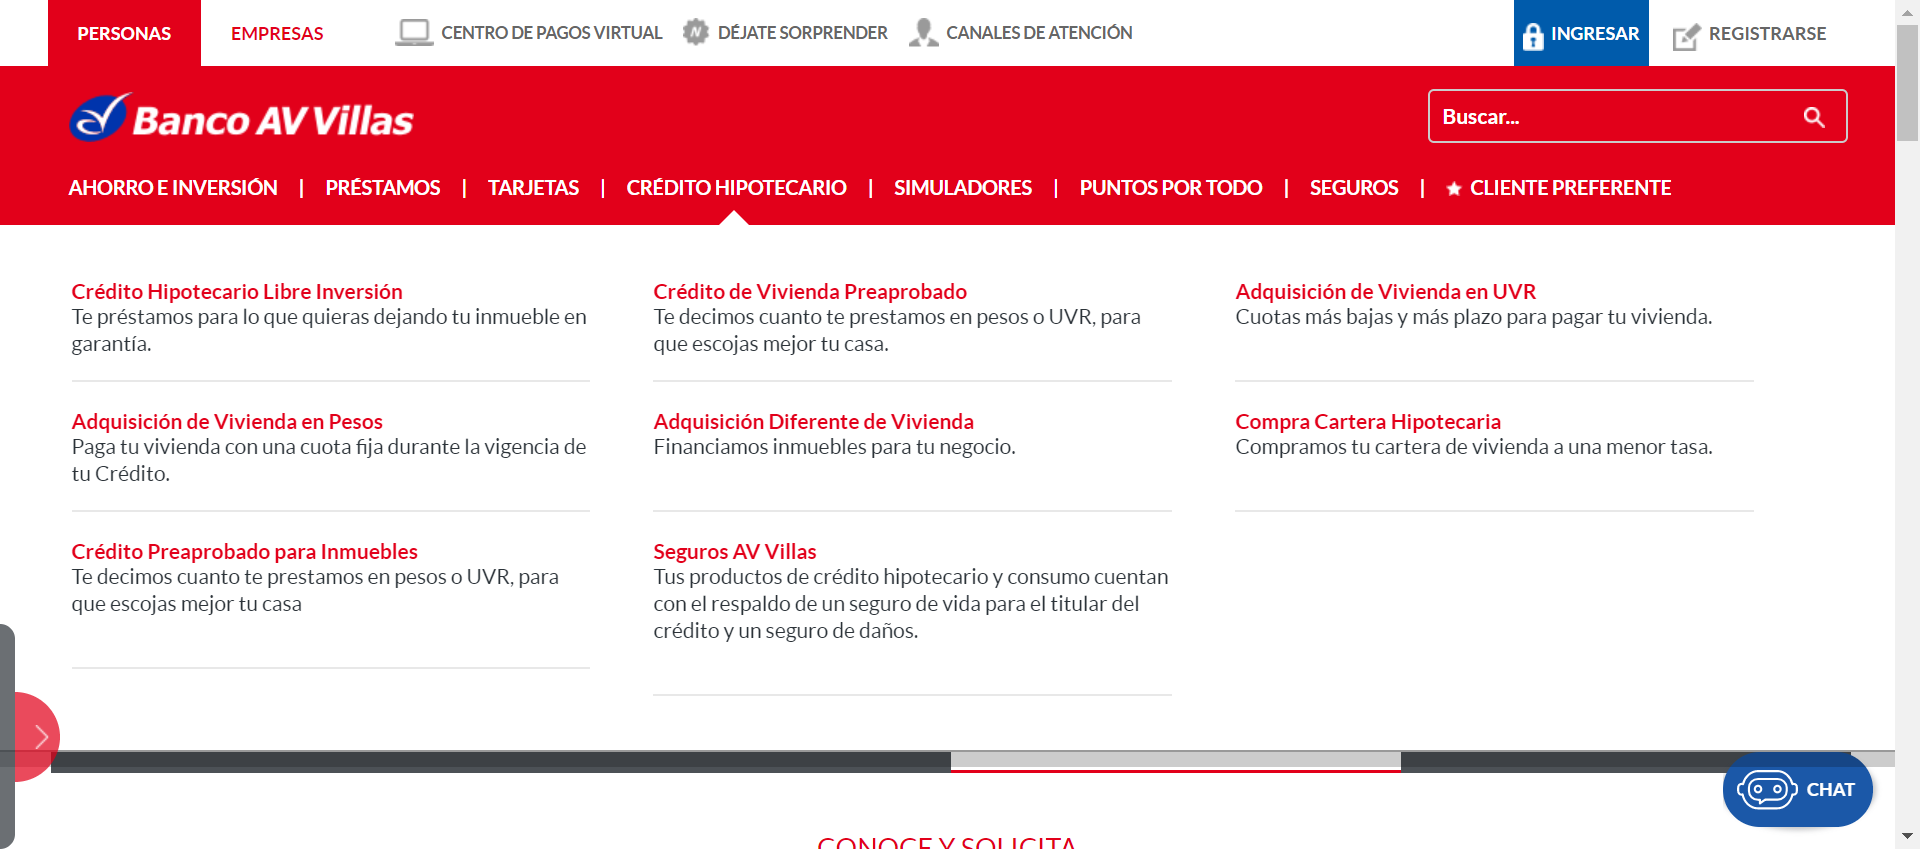 PERSONAS
EMPRESAS
CENTRO DE PAGOS VIRTUAL
DÉJATE SORPRENDER
CANALES DE ATENCIÓN
INGRESAR
REGISTRARSE
Banco AV Villas
Buscar...
AHORRO E INVERSIÓN | PRÉSTAMOS | TARJETAS | CRÉDITO HIPOTECARIO | SIMULADORES | PUNTOS POR TODO | SEGUROS | CLIENTE PREFERENTE
Crédito Hipotecario Libre Inversión
Te préstamos para lo que quieras dejando tu inmueble en
garantía.
Crédito de Vivienda Preaprobado
Te decimos cuanto te prestamos en pesos o UVR, para
que escojas mejor tu casa.
Adquisición de Vivienda en UVR
Cuotas más bajas y más plazo para pagar tu vivienda.
Adquisición de Vivienda en Pesos
Paga tu vivienda con una cuota fija durante la vigencia de
tu Crédito.
Adquisición Diferente de Vivienda
Financiamos inmuebles para tu negocio.
Compra Cartera Hipotecaria
Compramos tu cartera de vivienda a una menor tasa.
Crédito Preaprobado para Inmuebles
Te decimos cuanto te prestamos en pesos o UVR, para
que escojas mejor tu casa
Seguros AV Villas
Tus productos de crédito hipotecario y consumo cuentan
con el respaldo de un seguro de vida para el titular del
crédito y un seguro de daños.
CHAT
CONOCE Y SOLICITA